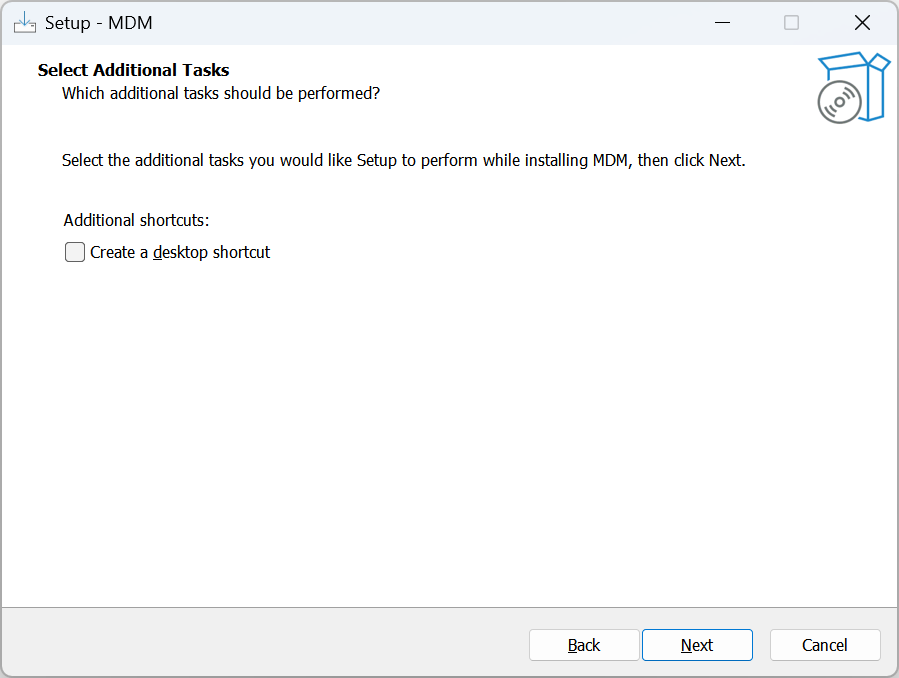 Setup - MDM
Select Additional Tasks
Which additional tasks should be performed?
Select the additional tasks you would like Setup to perform while installing MDM, then click Next.
Additional shortcuts:
Create a desktop shortcut
Back
Next
Cancel